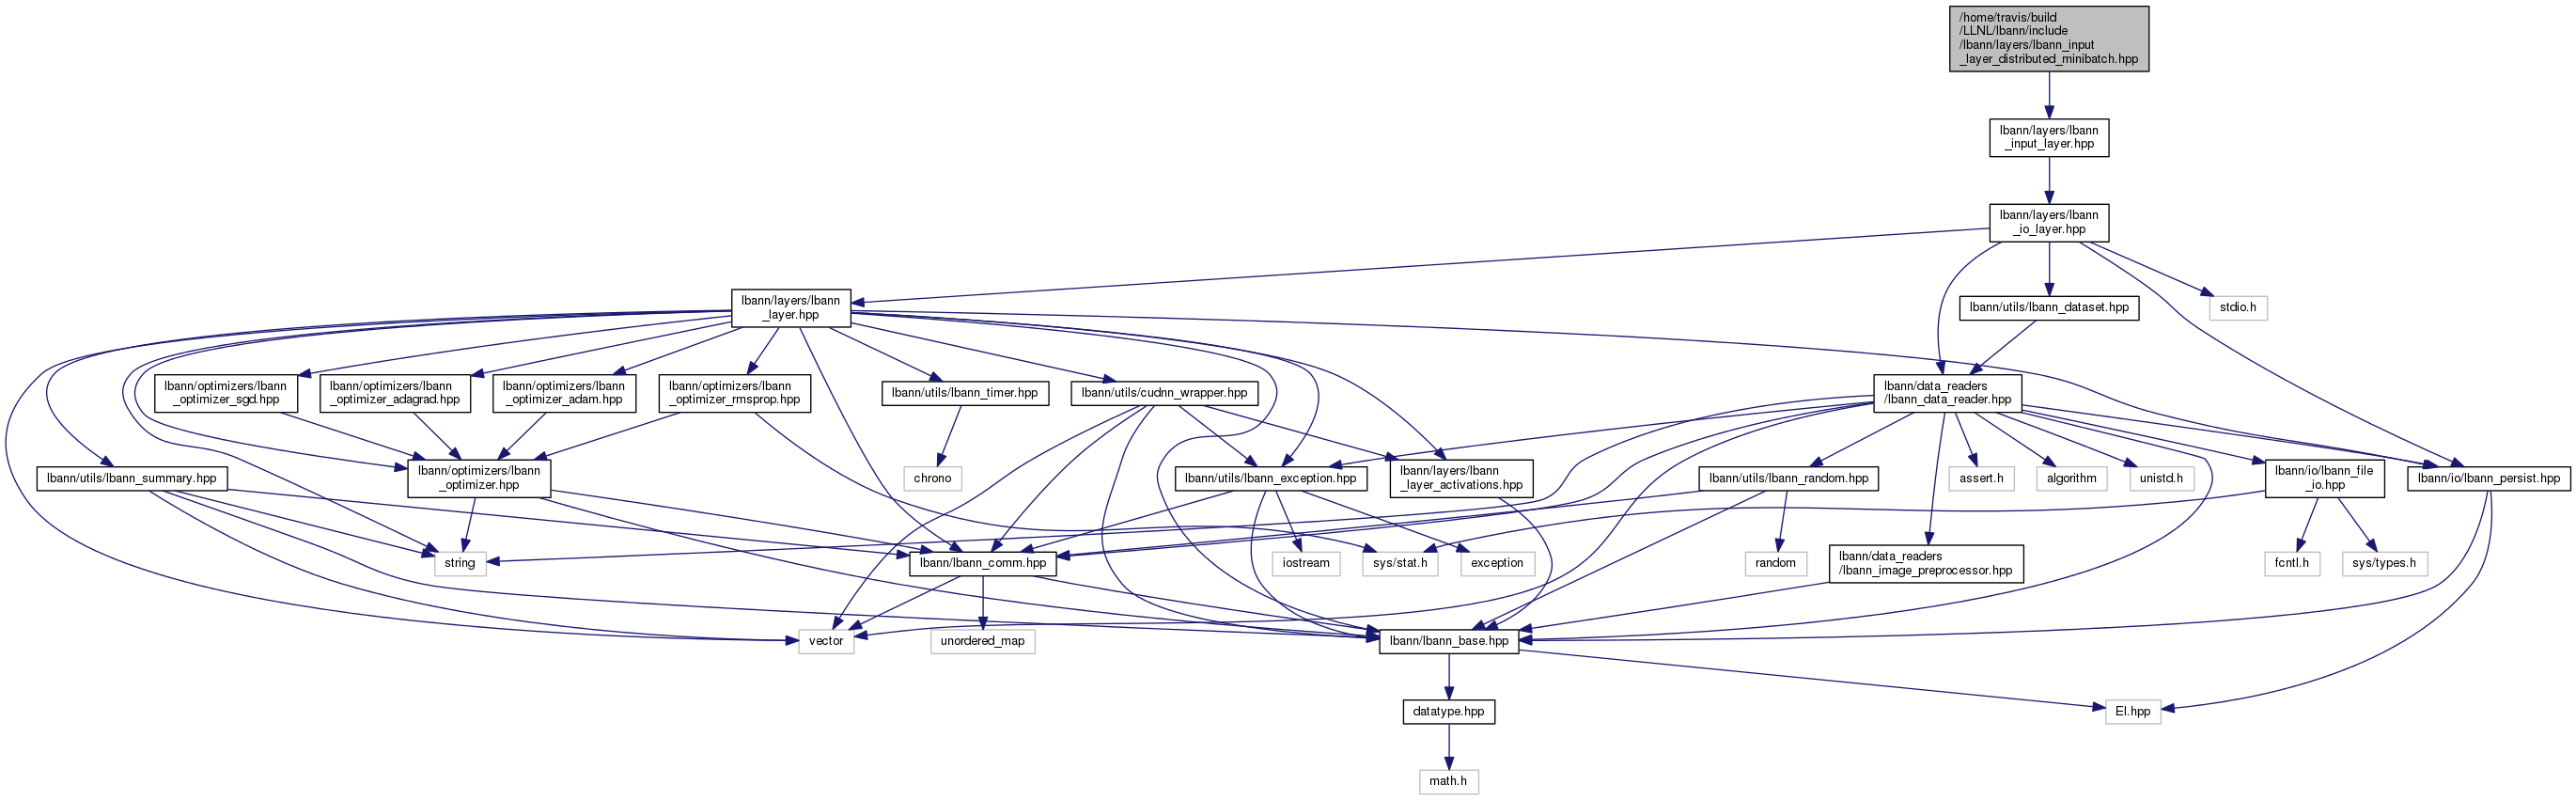 /home/travis/build
/LLNL/lbann/include
/lbann/layers/lbann_input
_layer_distributed_minibatch.hpp
lbann/layers/lbann
_input_layer.hpp
lbann/layers/lbann
_io_layer.hpp
lbann/layers/lbann
_layer.hpp
lbann/utils/lbann_dataset.hpp
stdio.h
lbann/optimizers/lbann
_optimizer_sgd.hpp
lbann/optimizers/lbann
_optimizer_adagrad.hpp
lbann/optimizers/lbann
_optimizer_adam.hpp
lbann/optimizers/lbann
_optimizer_rmsprop.hpp
lbann/utils/lbann_timer.hpp
lbann/utils/cudnn_wrapper.hpp
lbann/data_readers
/lbann_data_reader.hpp
lbann/utils/lbann_summary.hpp
lbann/optimizers/lbann
_optimizer.hpp
chrono
lbann/utils/lbann_exception.hpp
lbann/layers/lbann
_layer_activations.hpp
lbann/utils/lbann_random.hpp
assert.h
algorithm
unistd.h
lbann/io/lbann_file
_io.hpp
lbann/io/lbann_persist.hpp
string
lbann/lbann_comm.hpp
iostream
sys/stat.h
exception
random
lbann/data_readers
/lbann_image_preprocessor.hpp
fcntl.h
sys/types.h
vector
unordered_map
lbann/lbann_base.hpp
datatype.hpp
El.hpp
math.h